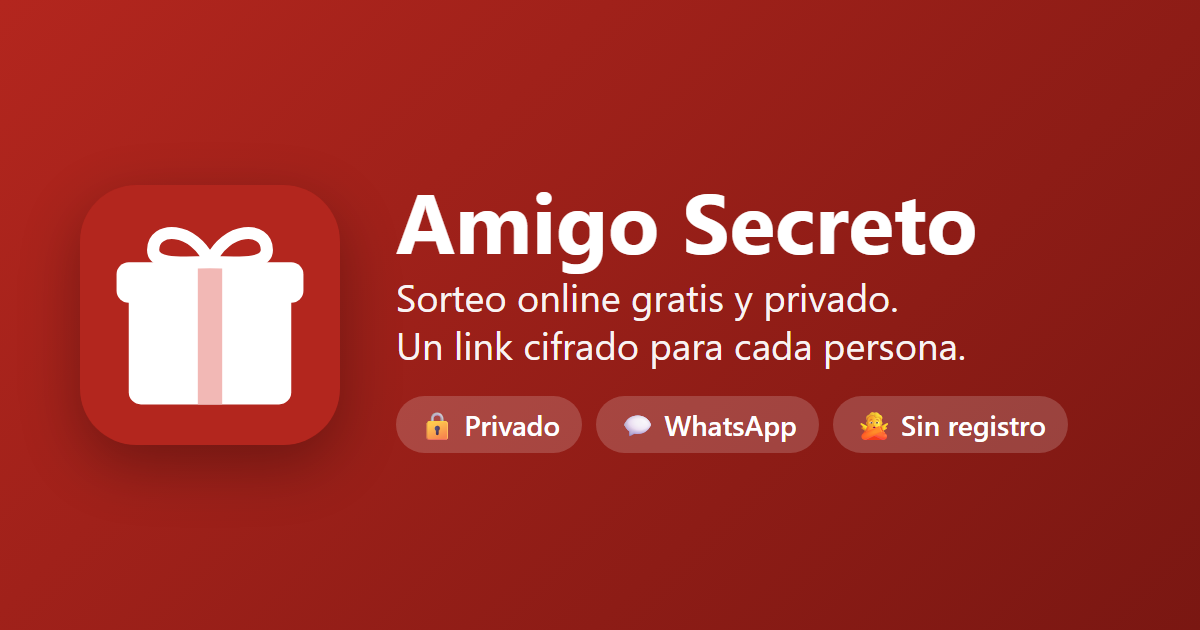 Amigo Secreto
Sorteo online gratis y privado.
Un link cifrado para cada persona.
🔒 Privado
💬 WhatsApp
🙅 Sin registro